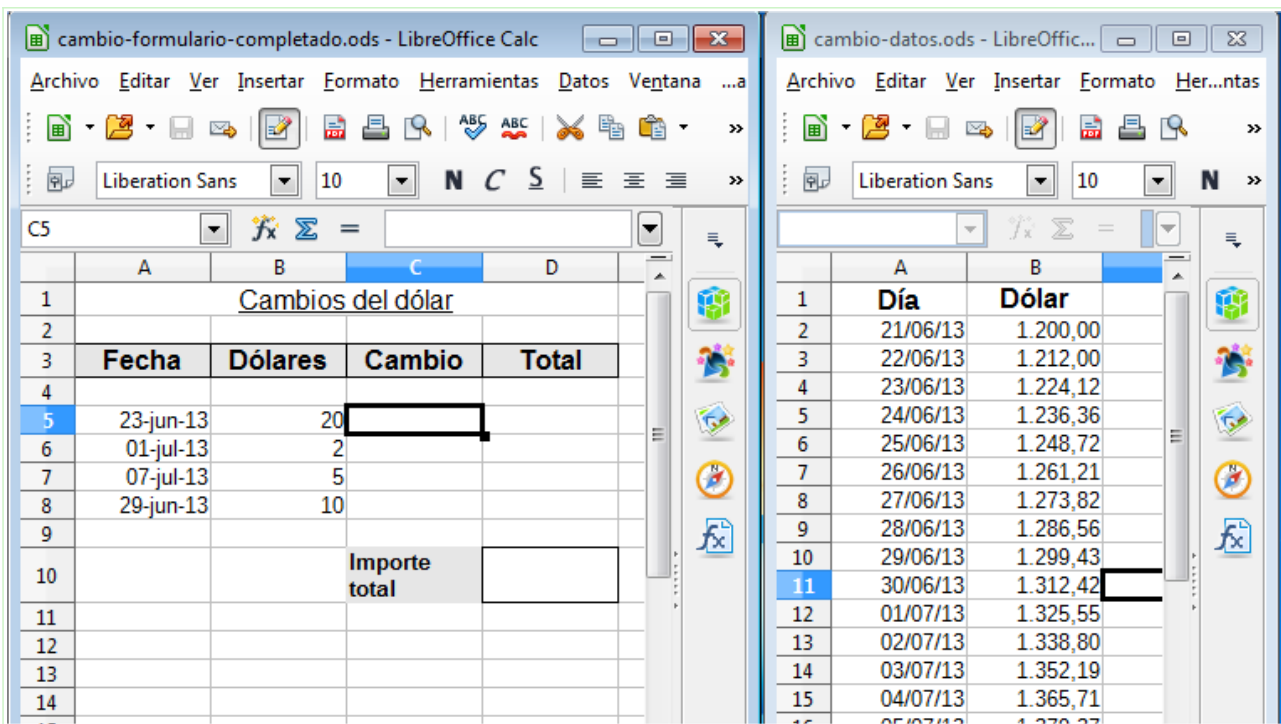 cambio-formulario-completado.ods - LibreOffice Calc
Archivo Editar Ver Insertar Formato Herramientas Datos Ventana ...a
ABC ABC »
Liberation Sans 10 N C S »
C5 =
A B C D
1 Cambios del dólar
2
3 Fecha Dólares Cambio Total
4
5 23-jun-13 20
6 01-jul-13 2
7 07-jul-13 5
8 29-jun-13 10
9
10 Importe total
11
12
13
14
cambio-datos.ods - LibreOffic...
Archivo Editar Ver Insertar Formato Her...ntas
»
Liberation Sans 10 N »
=
A B
1 Día Dólar
2 21/06/13 1.200,00
3 22/06/13 1.212,00
4 23/06/13 1.224,12
5 24/06/13 1.236,36
6 25/06/13 1.248,72
7 26/06/13 1.261,21
8 27/06/13 1.273,82
9 28/06/13 1.286,56
10 29/06/13 1.299,43
11 30/06/13 1.312,42
12 01/07/13 1.325,55
13 02/07/13 1.338,80
14 03/07/13 1.352,19
15 04/07/13 1.365,71